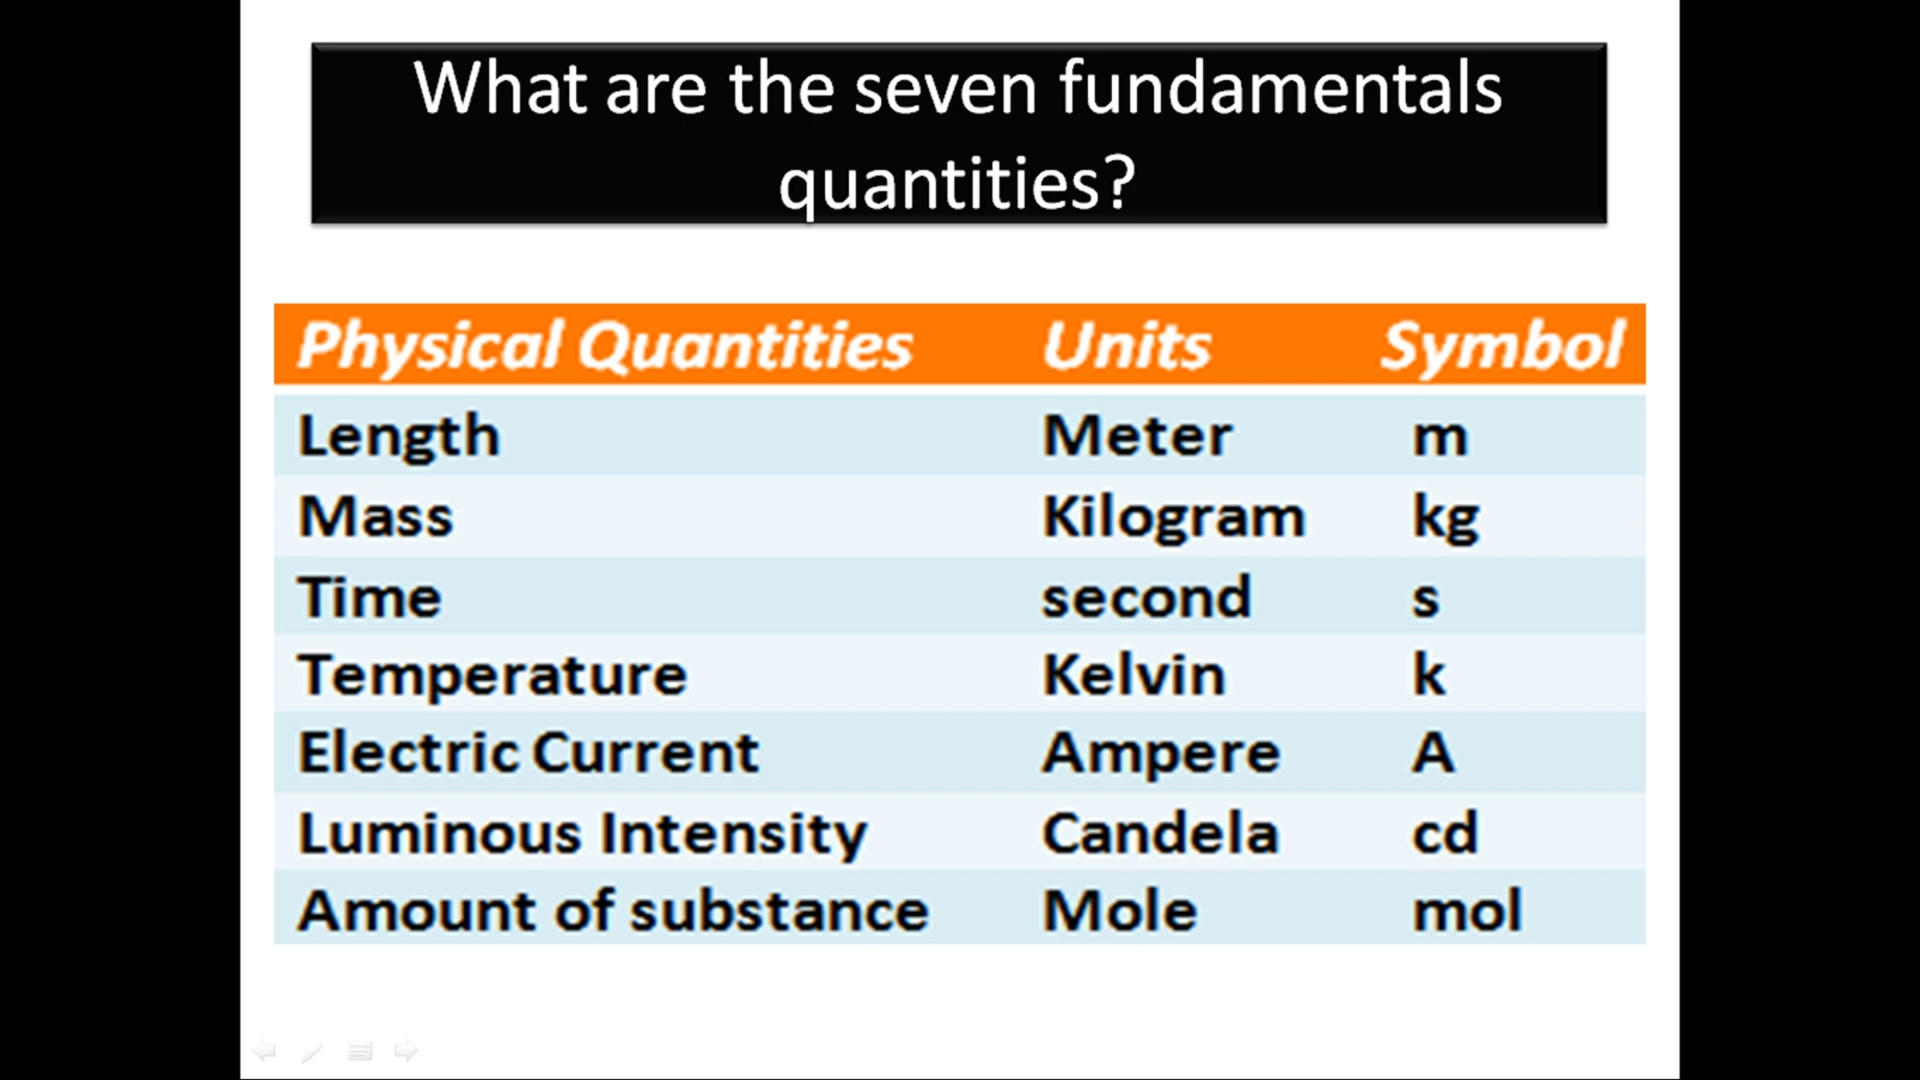 What are the seven fundamentals
quantities?
Physical Quantities Units Symbol
Length Meter m
Mass Kilogram kg
Time second s
Temperature Kelvin k
Electric Current Ampere A
Luminous Intensity Candela cd
Amount of substance Mole mol